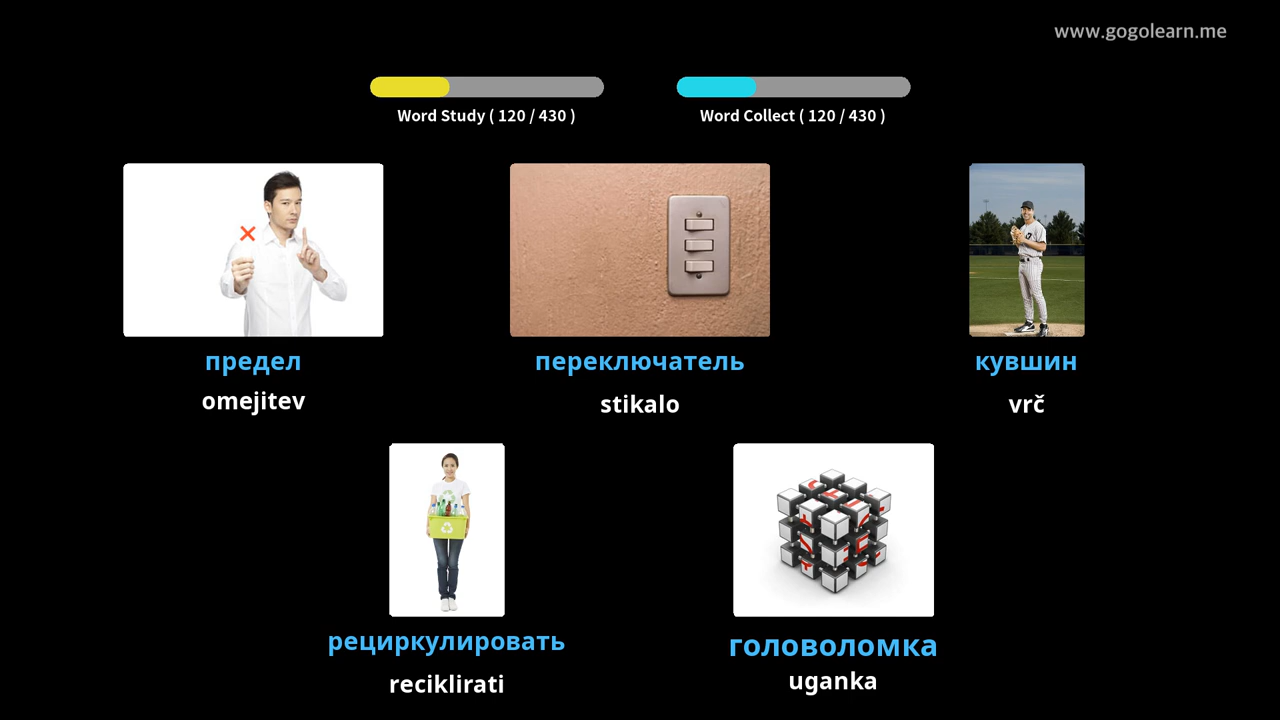 www.gogolearn.me
Word Study ( 120 / 430 )
Word Collect ( 120 / 430 )
предел
переключатель
кувшин
omejitev
stikalo
vrč
рециркулировать
головоломка
reciklirati
uganka